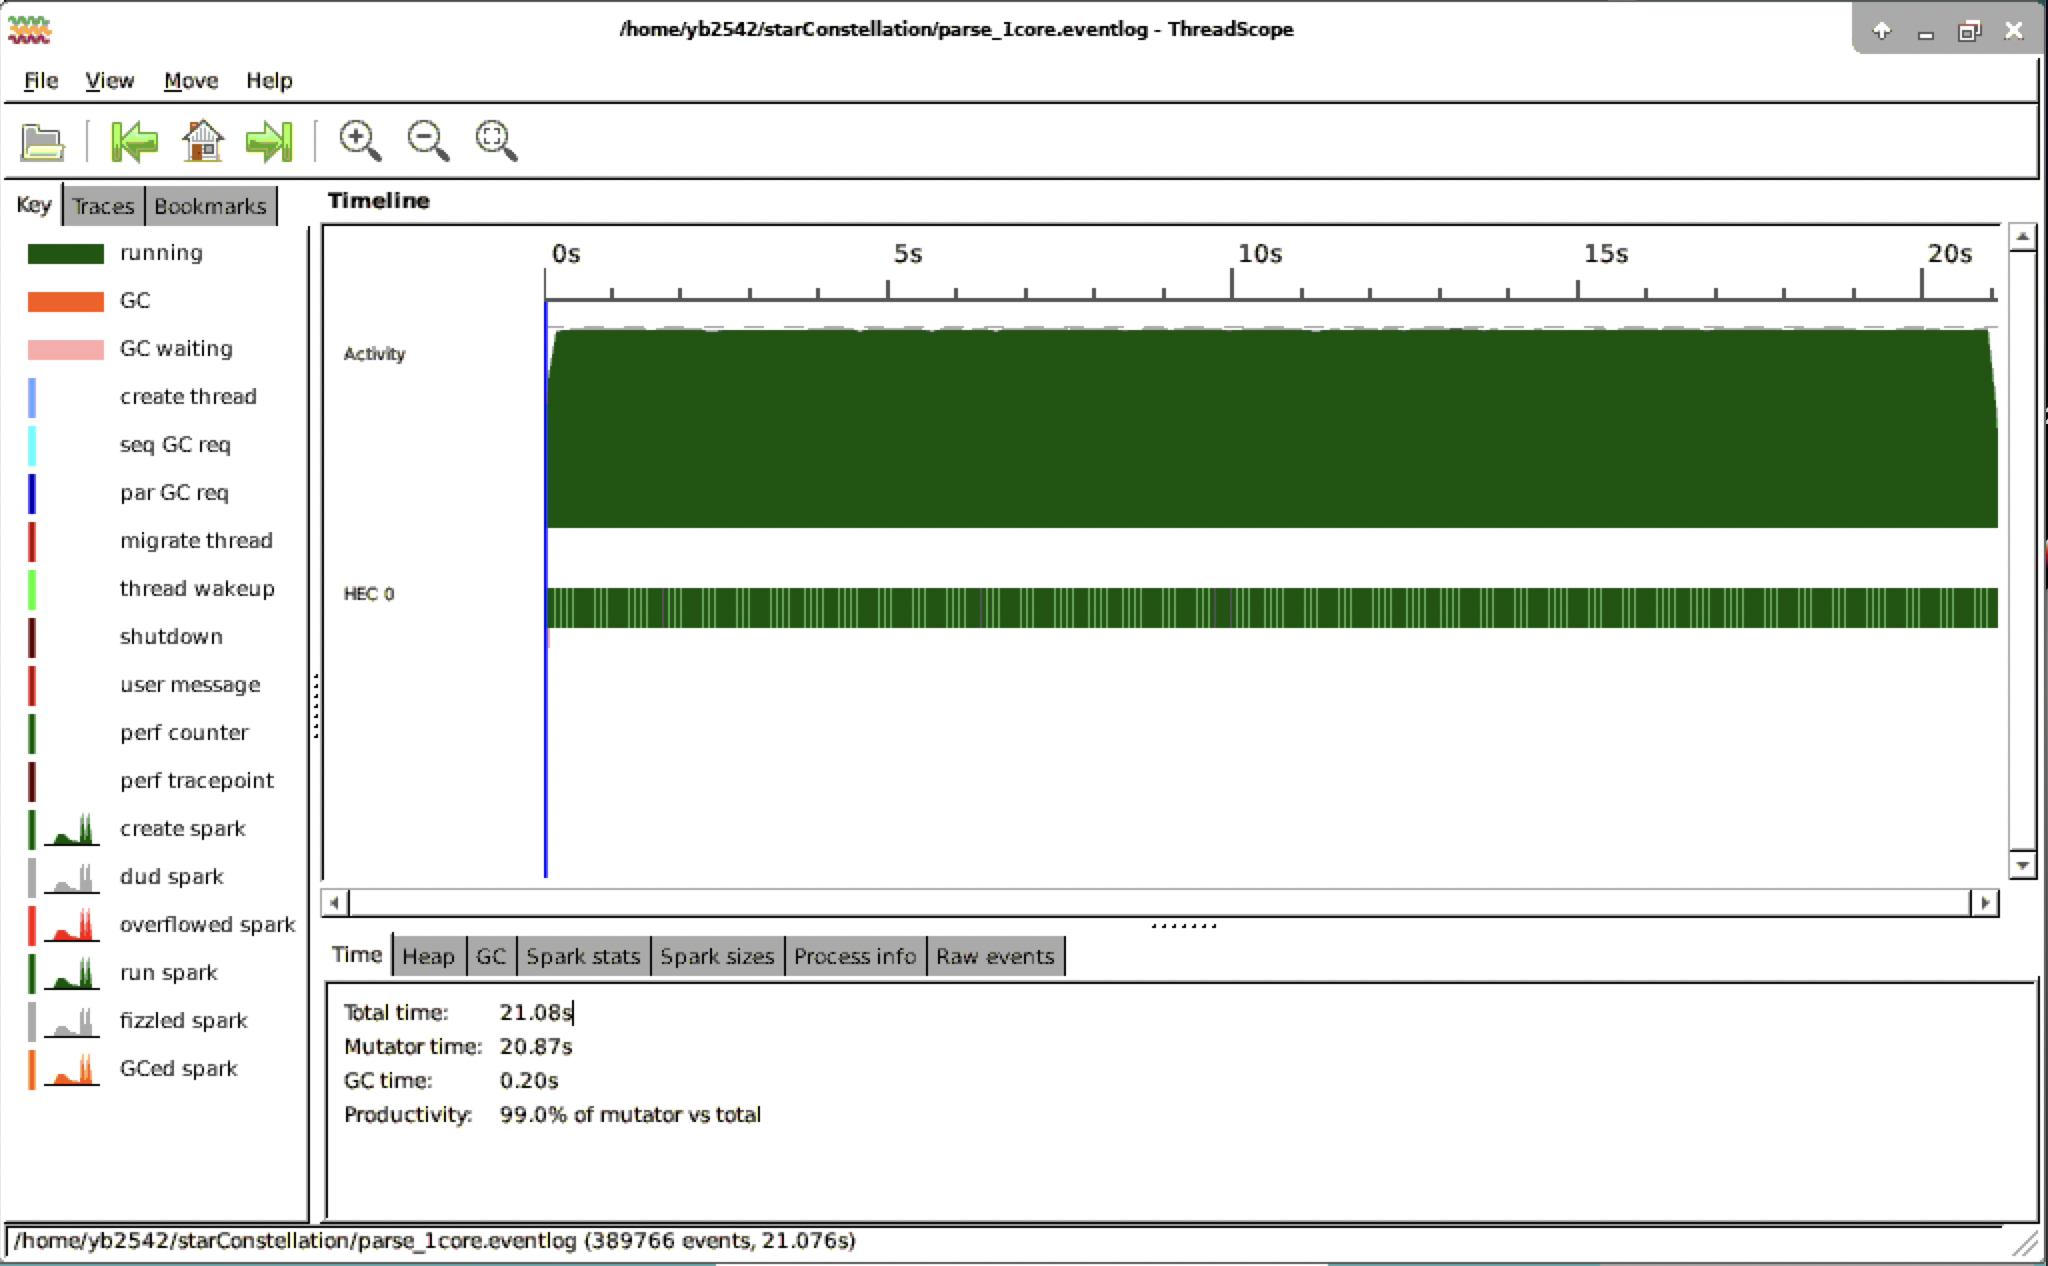 /home/yb2542/starConstellation/parse_1core.eventlog - ThreadScope
File View Move Help
Key Traces Bookmarks
running
GC
GC waiting
create thread
seq GC req
par GC req
migrate thread
thread wakeup
shutdown
user message
perf counter
perf tracepoint
create spark
dud spark
overflowed spark
run spark
fizzled spark
GCed spark
Timeline
0s 5s 10s 15s 20s
Activity
HEC 0
Time Heap GC Spark stats Spark sizes Process info Raw events
Total time: 21.08s
Mutator time: 20.87s
GC time: 0.20s
Productivity: 99.0% of mutator vs total
/home/yb2542/starConstellation/parse_1core.eventlog (389766 events, 21.076s)